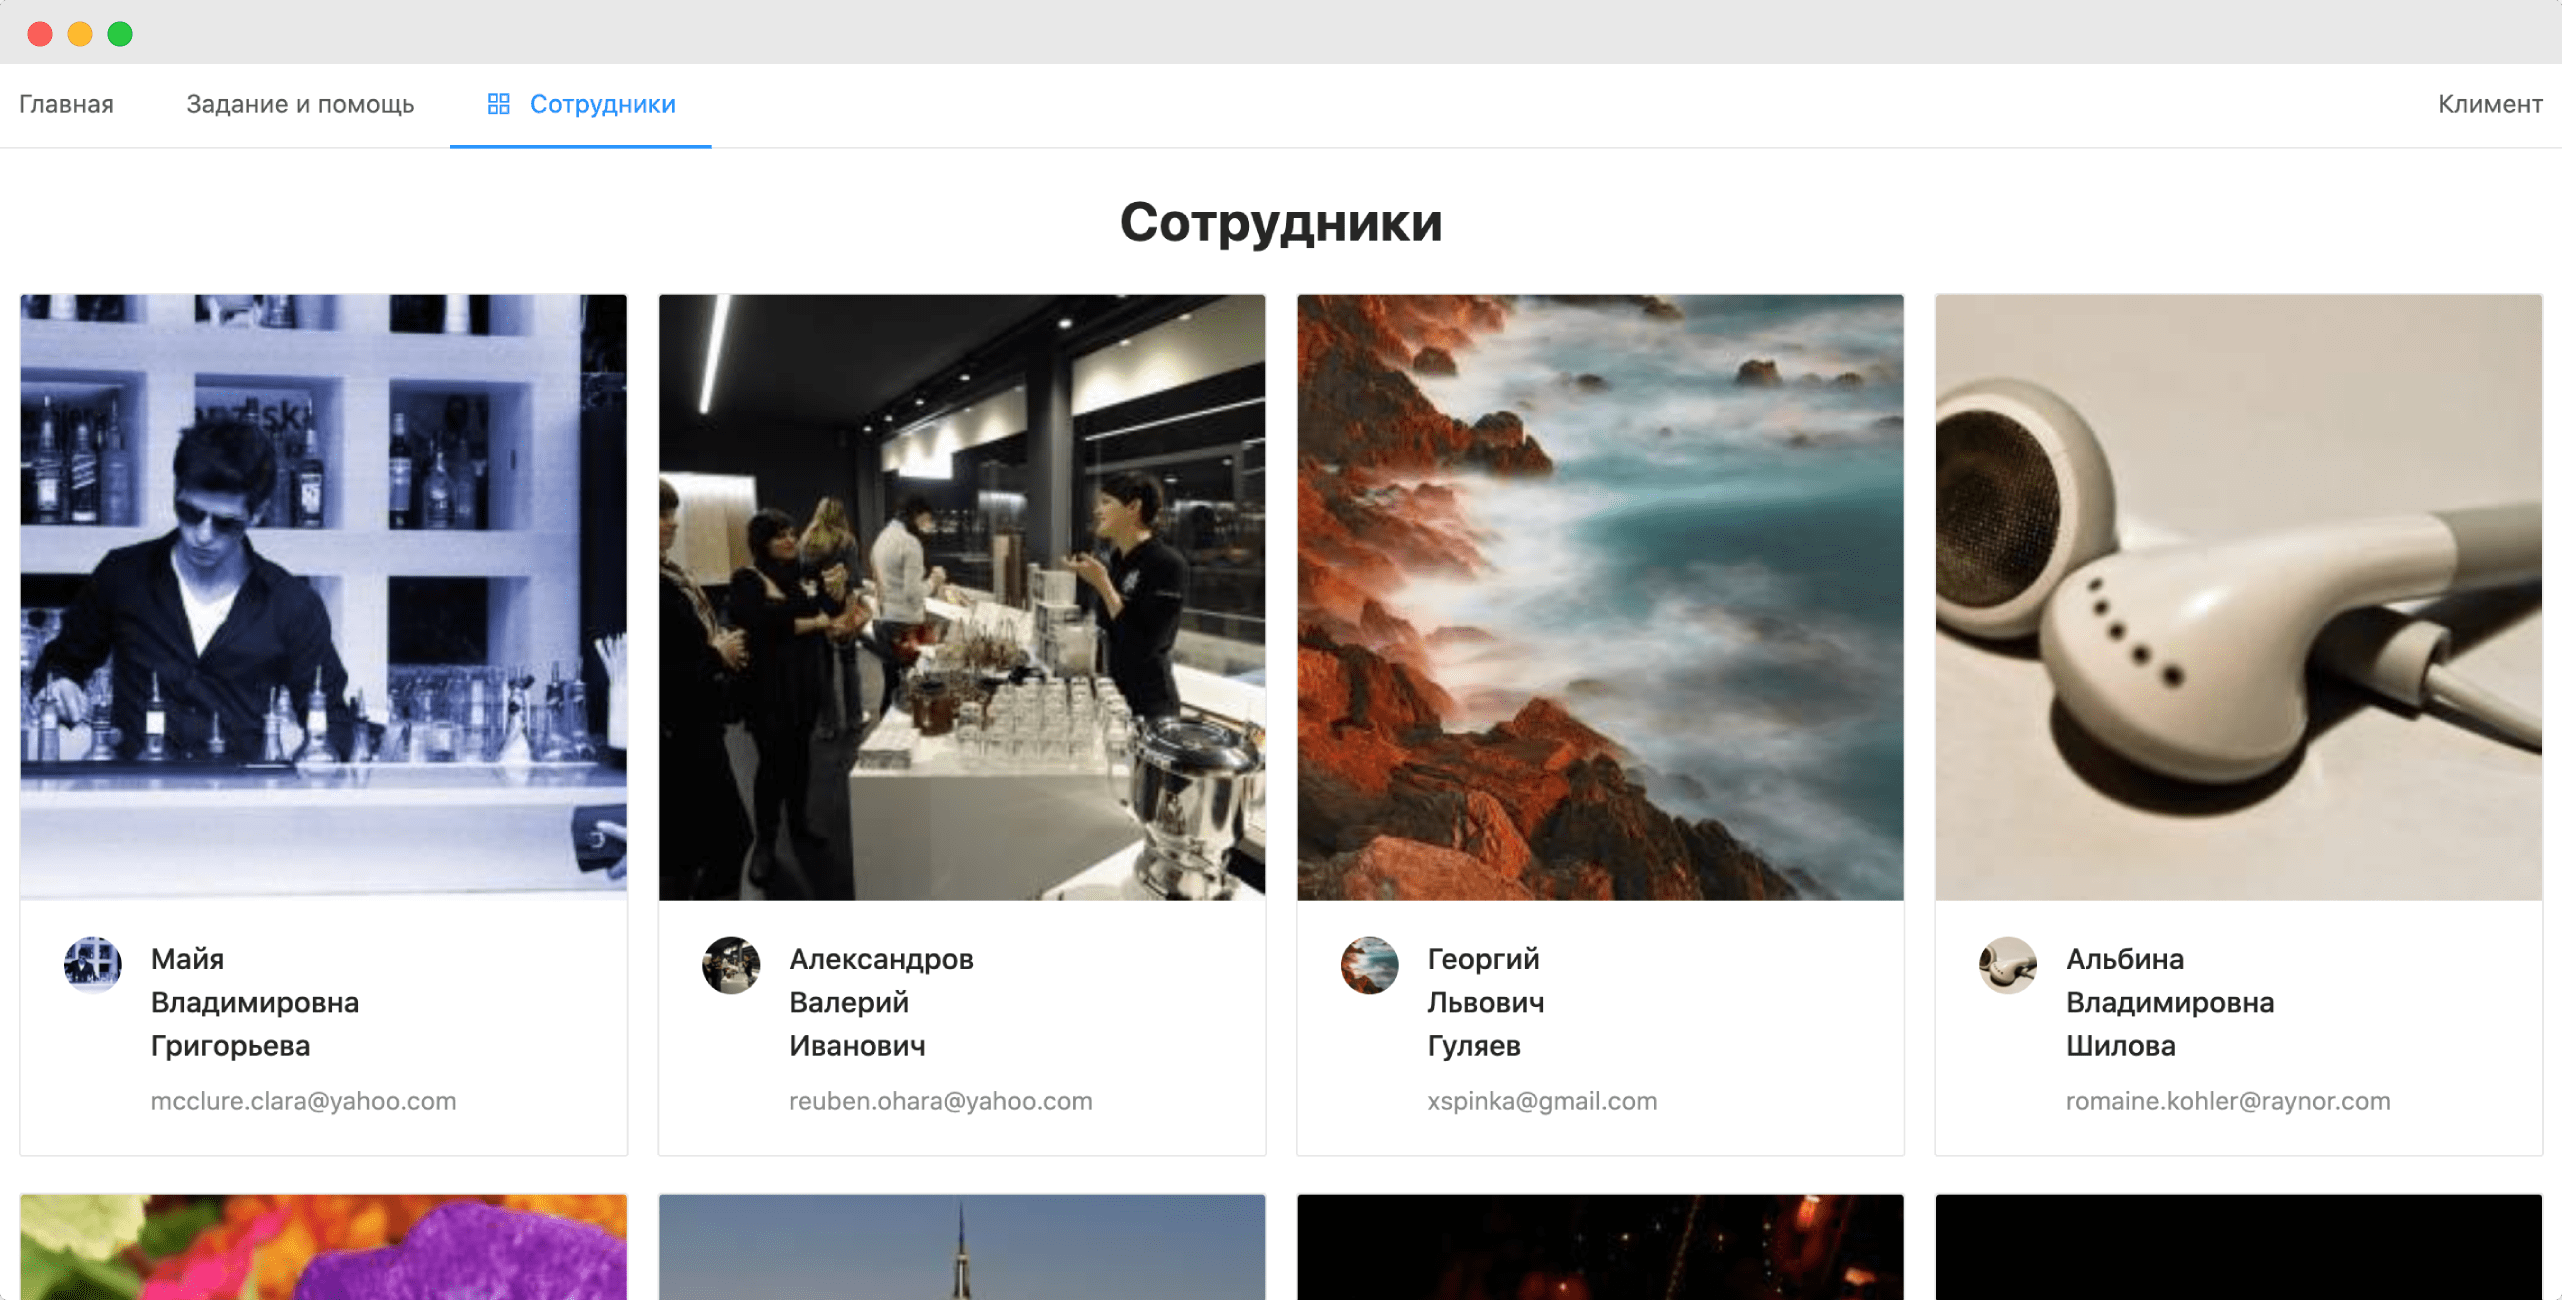 Главная
Задание и помощь
Сотрудники
Климент
Сотрудники
Майя
Владимировна
Григорьева
mcclure.clara@yahoo.com
Александров
Валерий
Иванович
reuben.ohara@yahoo.com
Георгий
Львович
Гуляев
xspinka@gmail.com
Альбина
Владимировна
Шилова
romaine.kohler@raynor.com